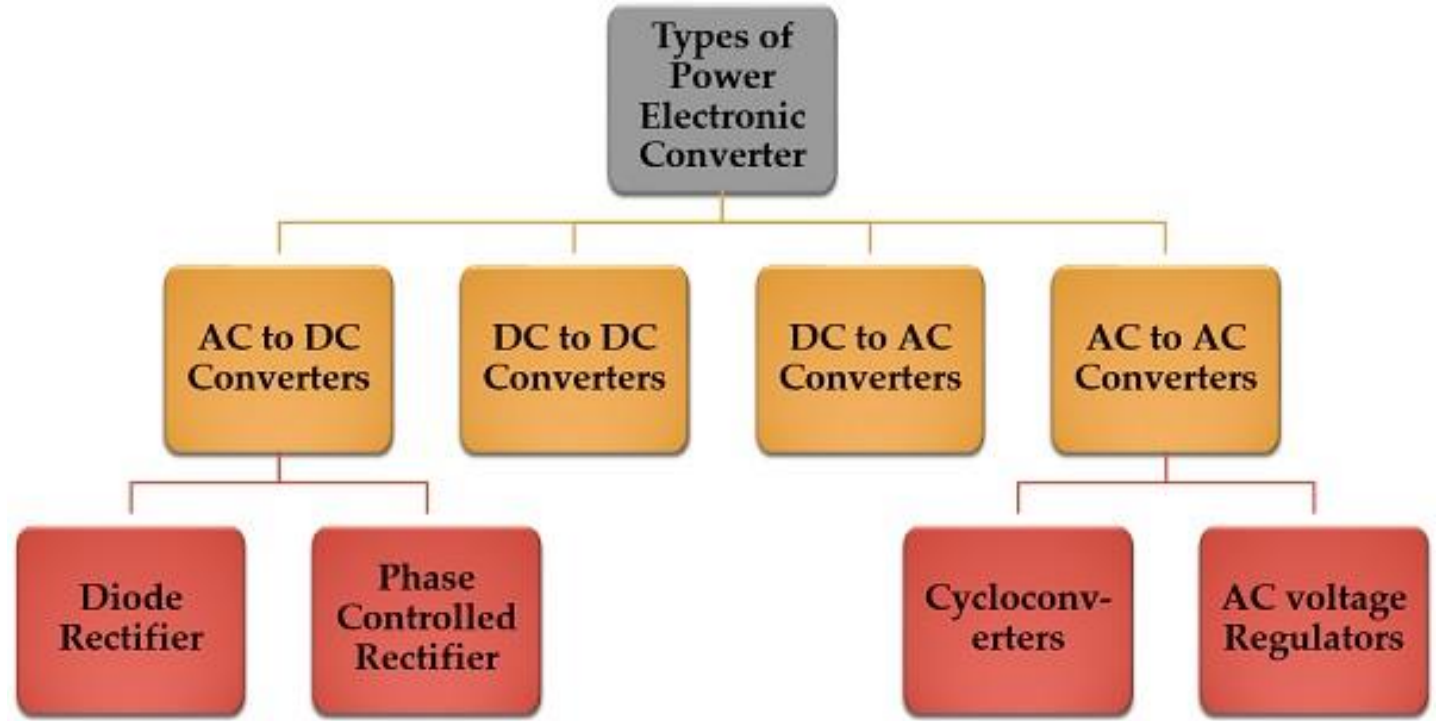 Types of
Power
Electronic
Converter
AC to DC
Converters
DC to DC
Converters
DC to AC
Converters
AC to AC
Converters
Diode
Rectifier
Phase
Controlled
Rectifier
Cycloconv-
erters
AC voltage
Regulators